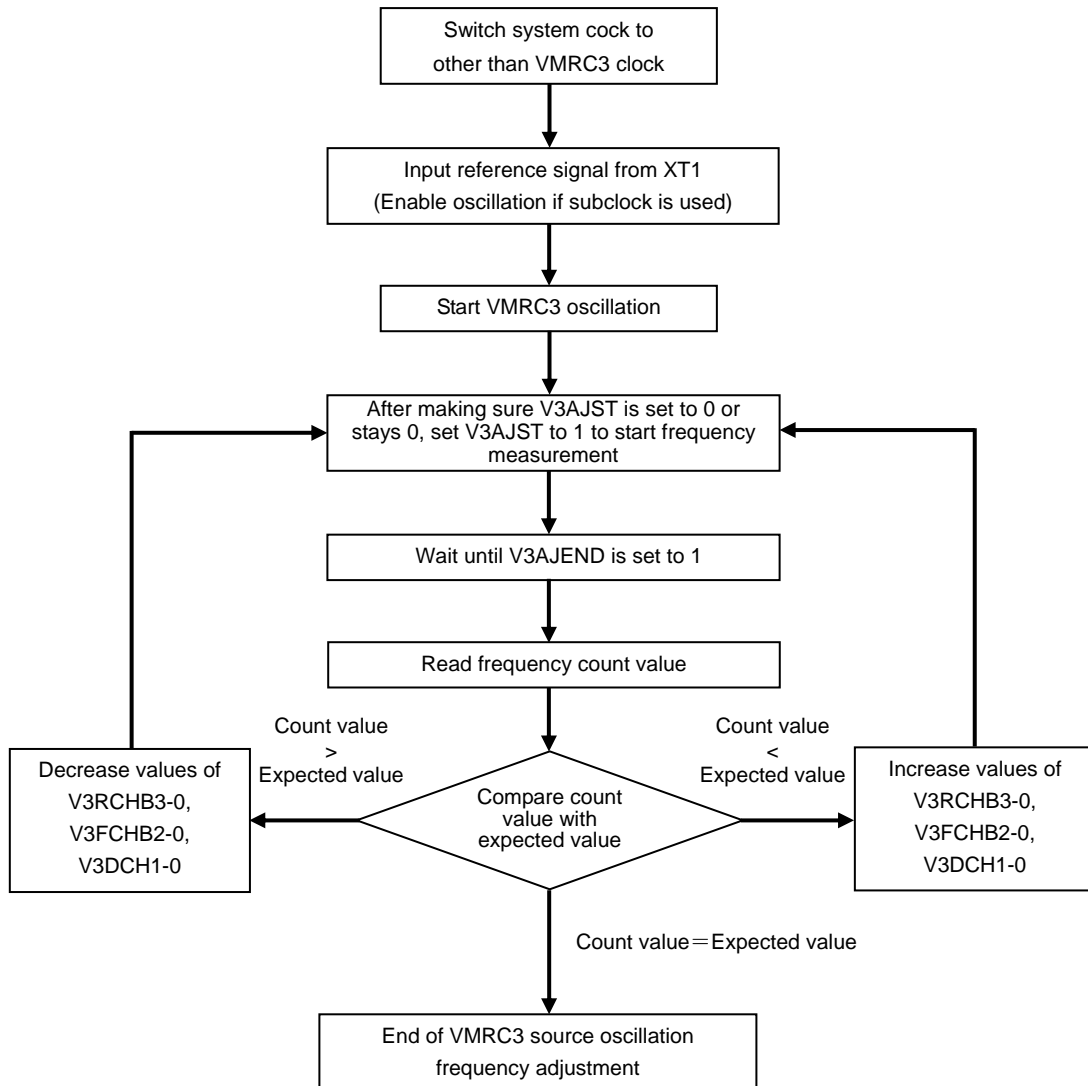 Switch system cock to
other than VMRC3 clock
Input reference signal from XT1
(Enable oscillation if subclock is used)
Start VMRC3 oscillation
After making sure V3AJST is set to 0 or
stays 0, set V3AJST to 1 to start frequency
measurement
Wait until V3AJEND is set to 1
Read frequency count value
Count value
>
Expected value
Count value
<
Expected value
Decrease values of
V3RCHB3-0,
V3FCHB2-0,
V3DCH1-0
Compare count
value with
expected value
Increase values of
V3RCHB3-0,
V3FCHB2-0,
V3DCH1-0
Count value＝Expected value
End of VMRC3 source oscillation
frequency adjustment